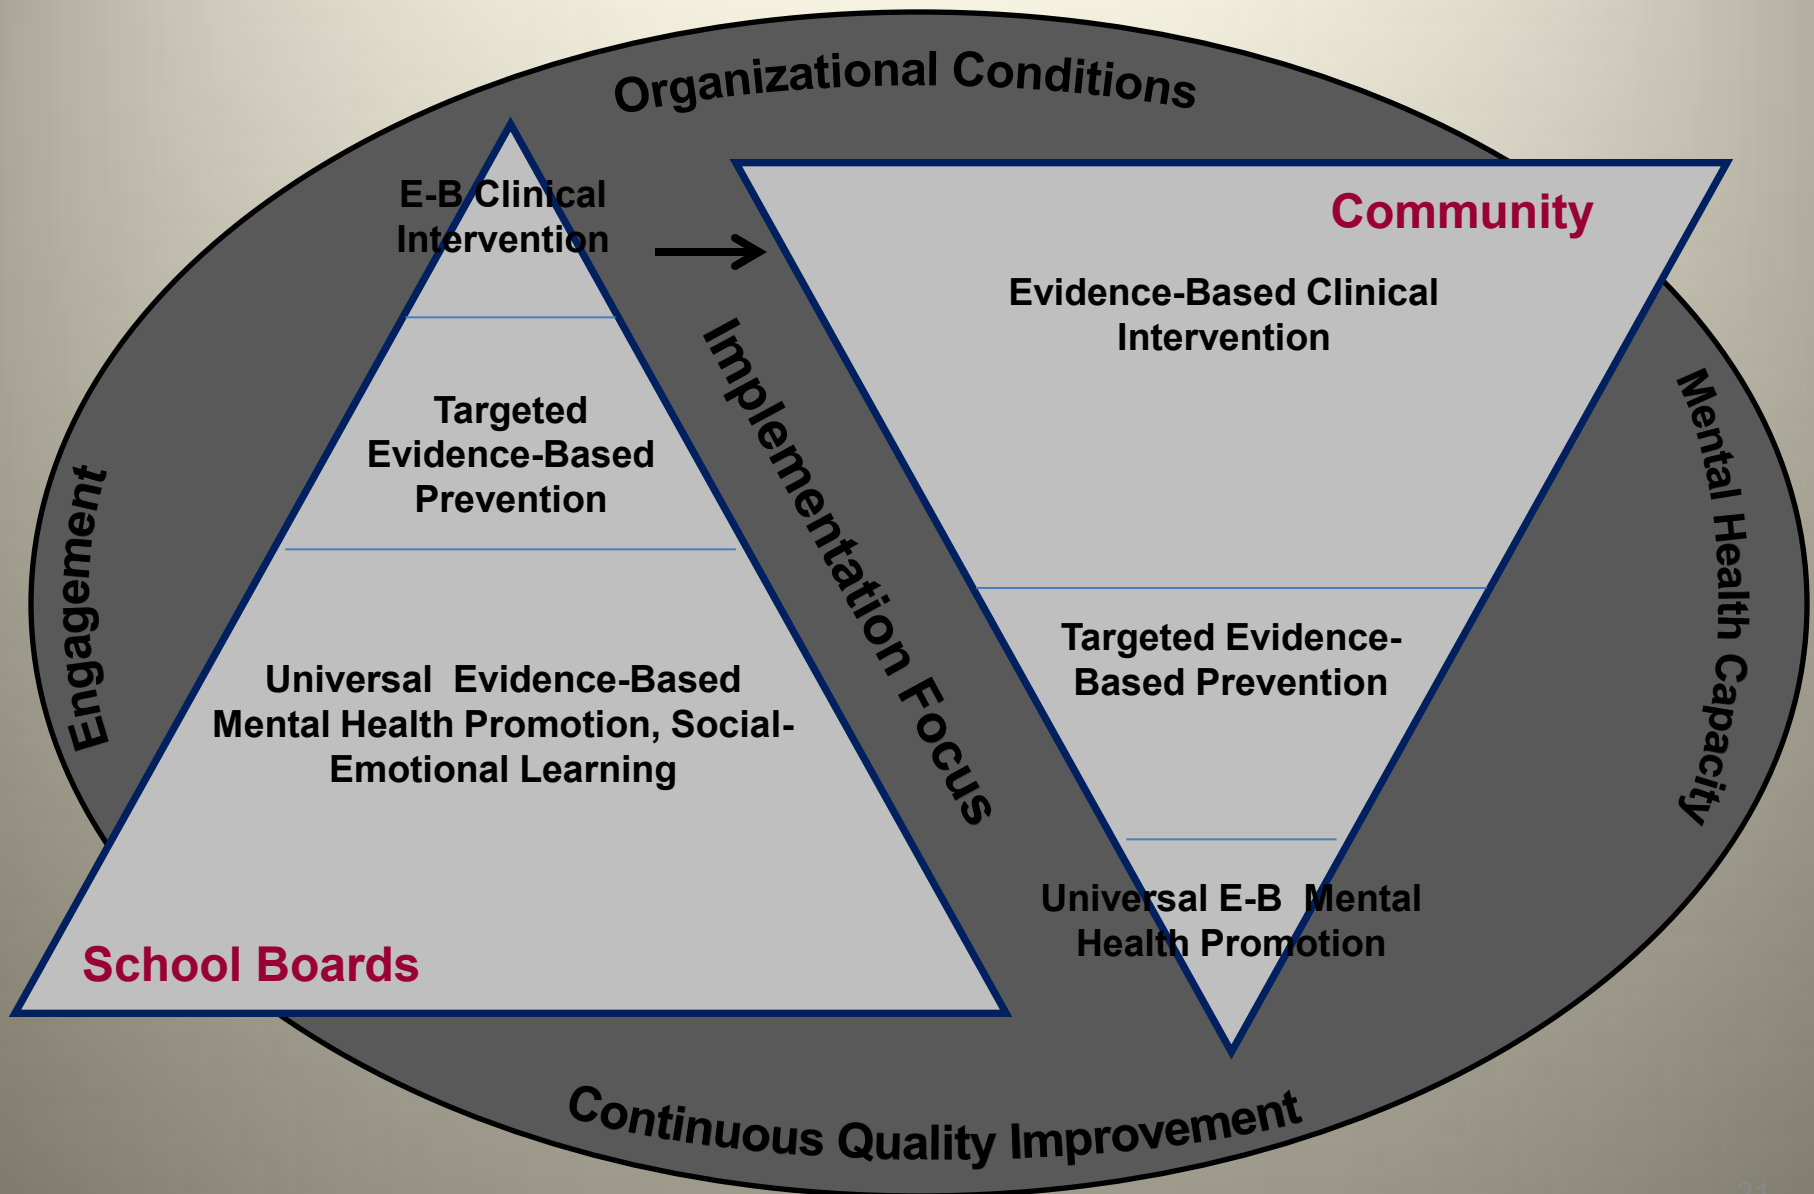 Organizational Conditions
E-B Clinical
Intervention
Community
Evidence-Based Clinical
Intervention
Targeted
Evidence-Based
Prevention
Implementation Focus
Engagement
Mental Health Capacity
Universal  Evidence-Based
Mental Health Promotion, Social-
Emotional Learning
Targeted Evidence-
Based Prevention
Universal E-B  Mental
Health Promotion
School Boards
Continuous Quality Improvement
21